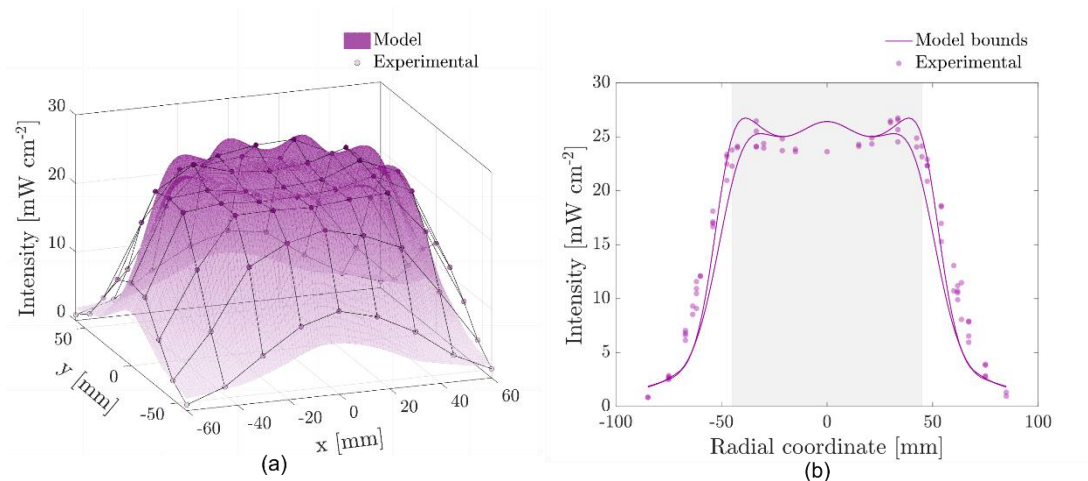 Model
Experimental
30
20
10
0
Intensity [mW cm-2]
50
0
-50
y [mm]
-60
-40
-20
0
20
40
60
x [mm]
(a)
Model bounds
Experimental
30
25
20
15
10
5
0
Intensity [mW cm-2]
-100
-50
0
50
100
Radial coordinate [mm]
(b)